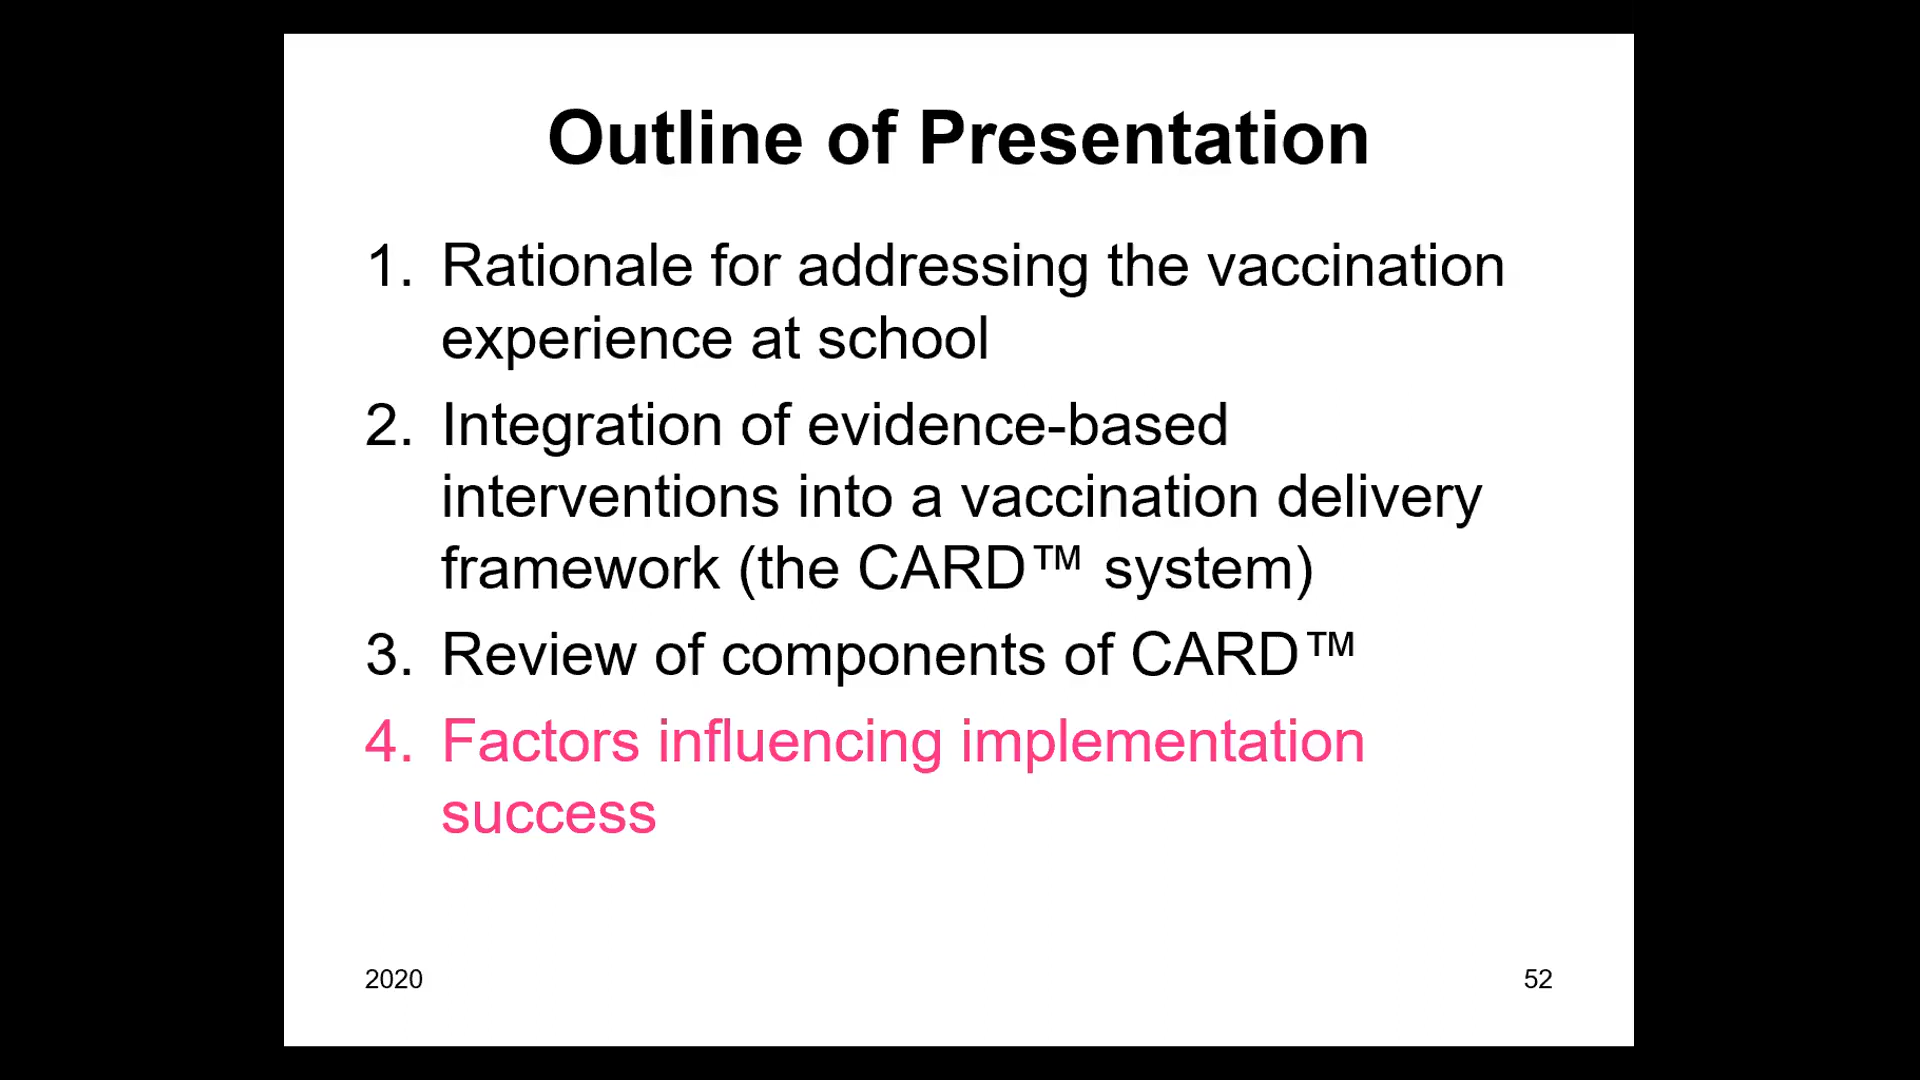 Outline of Presentation
1. Rationale for addressing the vaccination
experience at school
2. Integration of evidence-based
interventions into a vaccination delivery
framework (the CARD™ system)
3. Review of components of CARD™
4. Factors influencing implementation
success
2020
52